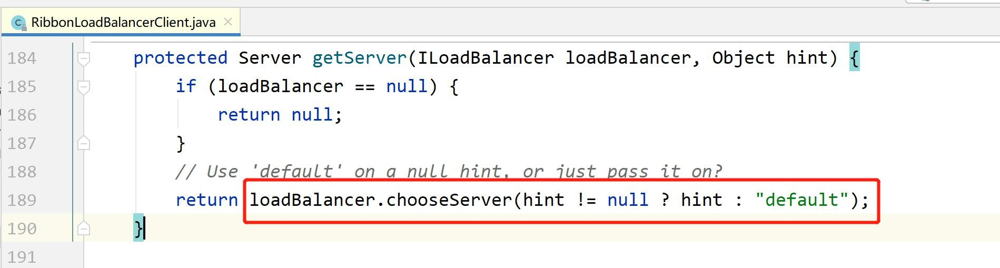 RibbonLoadBalancerClient.java
184 protected Server getServer(ILoadBalancer loadBalancer, Object hint) {
185 if (loadBalancer == null) {
186 return null;
187 }
188 // Use 'default' on a null hint, or just pass it on?
189 return loadBalancer.chooseServer(hint != null ? hint : "default");
190 }
191